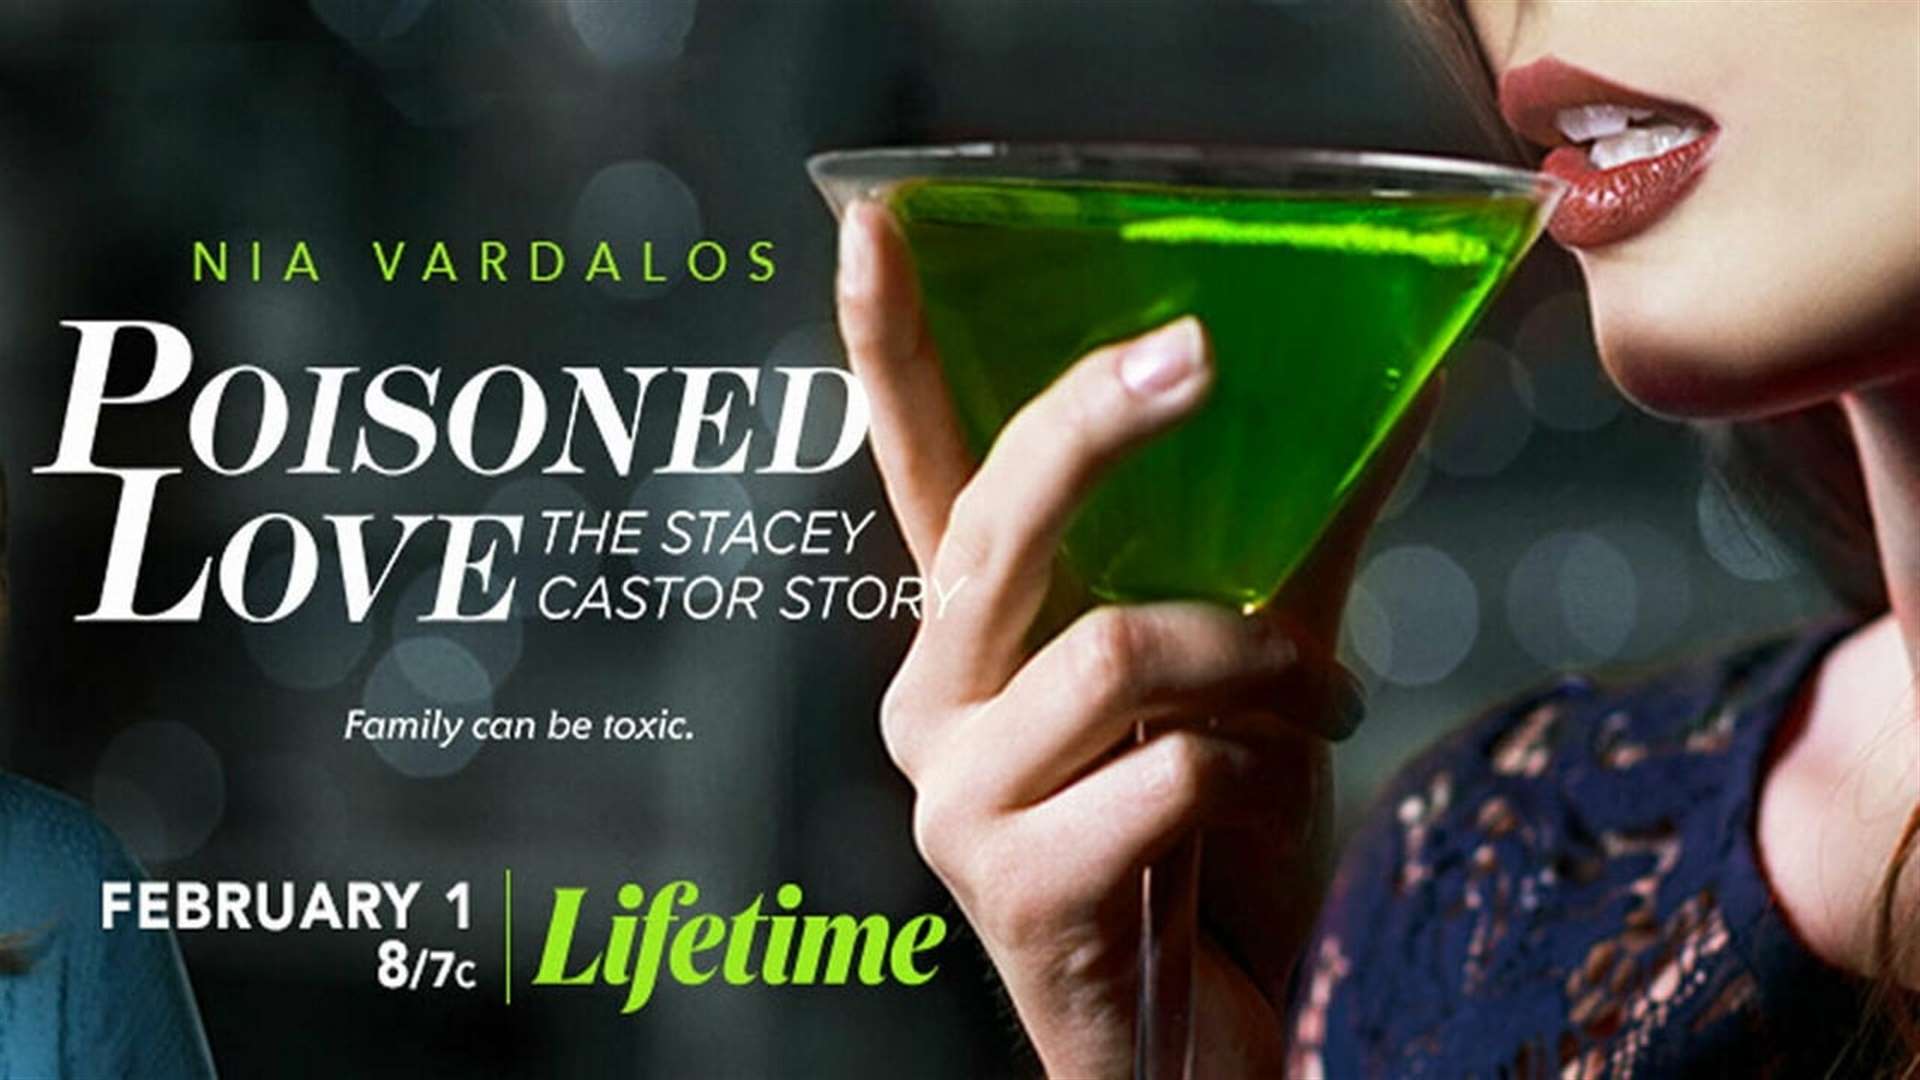 NIA VARDALOS
POISONED
LOVE THE STACEY
CASTOR STORY
Family can be toxic.
FEBRUARY 1
8/7c
Lifetime